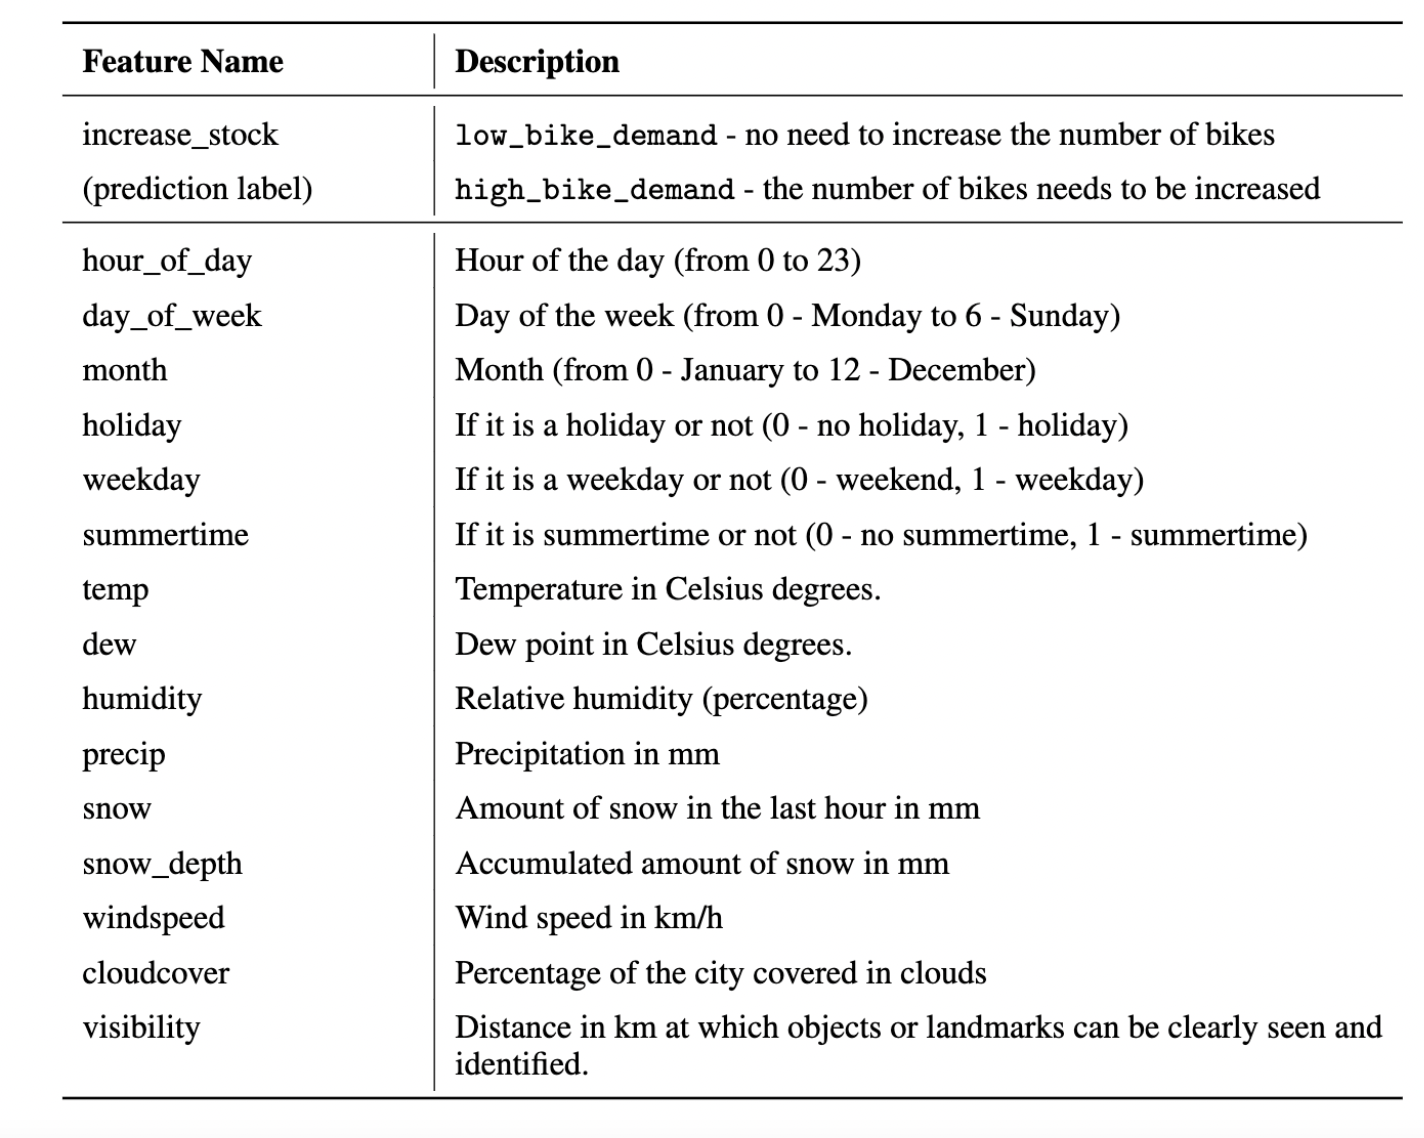 Feature Name Description
increase_stock low_bike_demand - no need to increase the number of bikes
(prediction label) high_bike_demand - the number of bikes needs to be increased
hour_of_day Hour of the day (from 0 to 23)
day_of_week Day of the week (from 0 - Monday to 6 - Sunday)
month Month (from 0 - January to 12 - December)
holiday If it is a holiday or not (0 - no holiday, 1 - holiday)
weekday If it is a weekday or not (0 - weekend, 1 - weekday)
summertime If it is summertime or not (0 - no summertime, 1 - summertime)
temp Temperature in Celsius degrees.
dew Dew point in Celsius degrees.
humidity Relative humidity (percentage)
precip Precipitation in mm
snow Amount of snow in the last hour in mm
snow_depth Accumulated amount of snow in mm
windspeed Wind speed in km/h
cloudcover Percentage of the city covered in clouds
visibility Distance in km at which objects or landmarks can be clearly seen and
identified.